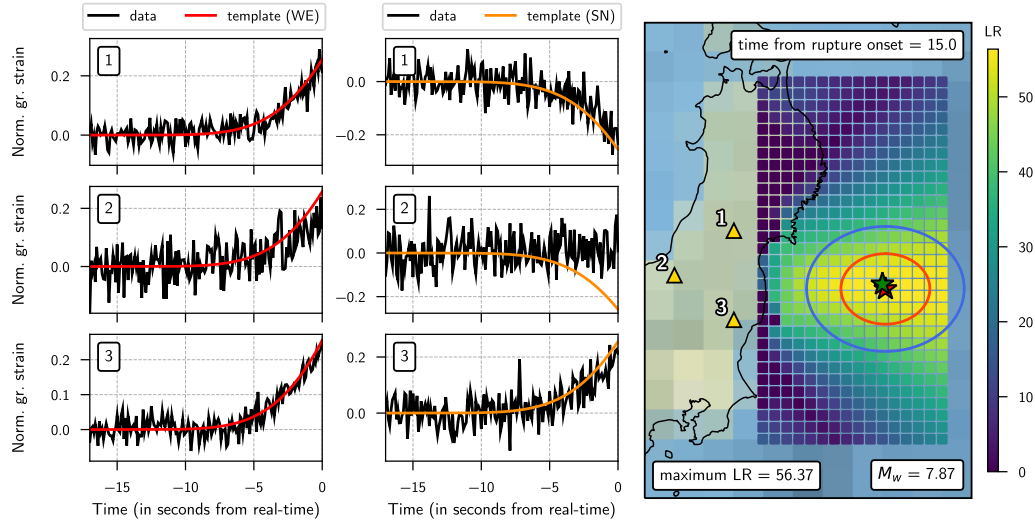 data template (WE)
data template (SN)
LR
Norm. gr. strain
0.2
0.0
1
0.0
−0.2
1
time from rupture onset = 15.0
Norm. gr. strain
0.2
0.0
2
0.2
0.0
−0.2
2
1
2
3
50
40
30
20
10
0
Norm. gr. strain
0.2
0.1
0.0
3
0.2
0.0
3
maximum LR = 56.37
M_w = 7.87
−15 −10 −5 0
−15 −10 −5 0
Time (in seconds from real-time)
Time (in seconds from real-time)